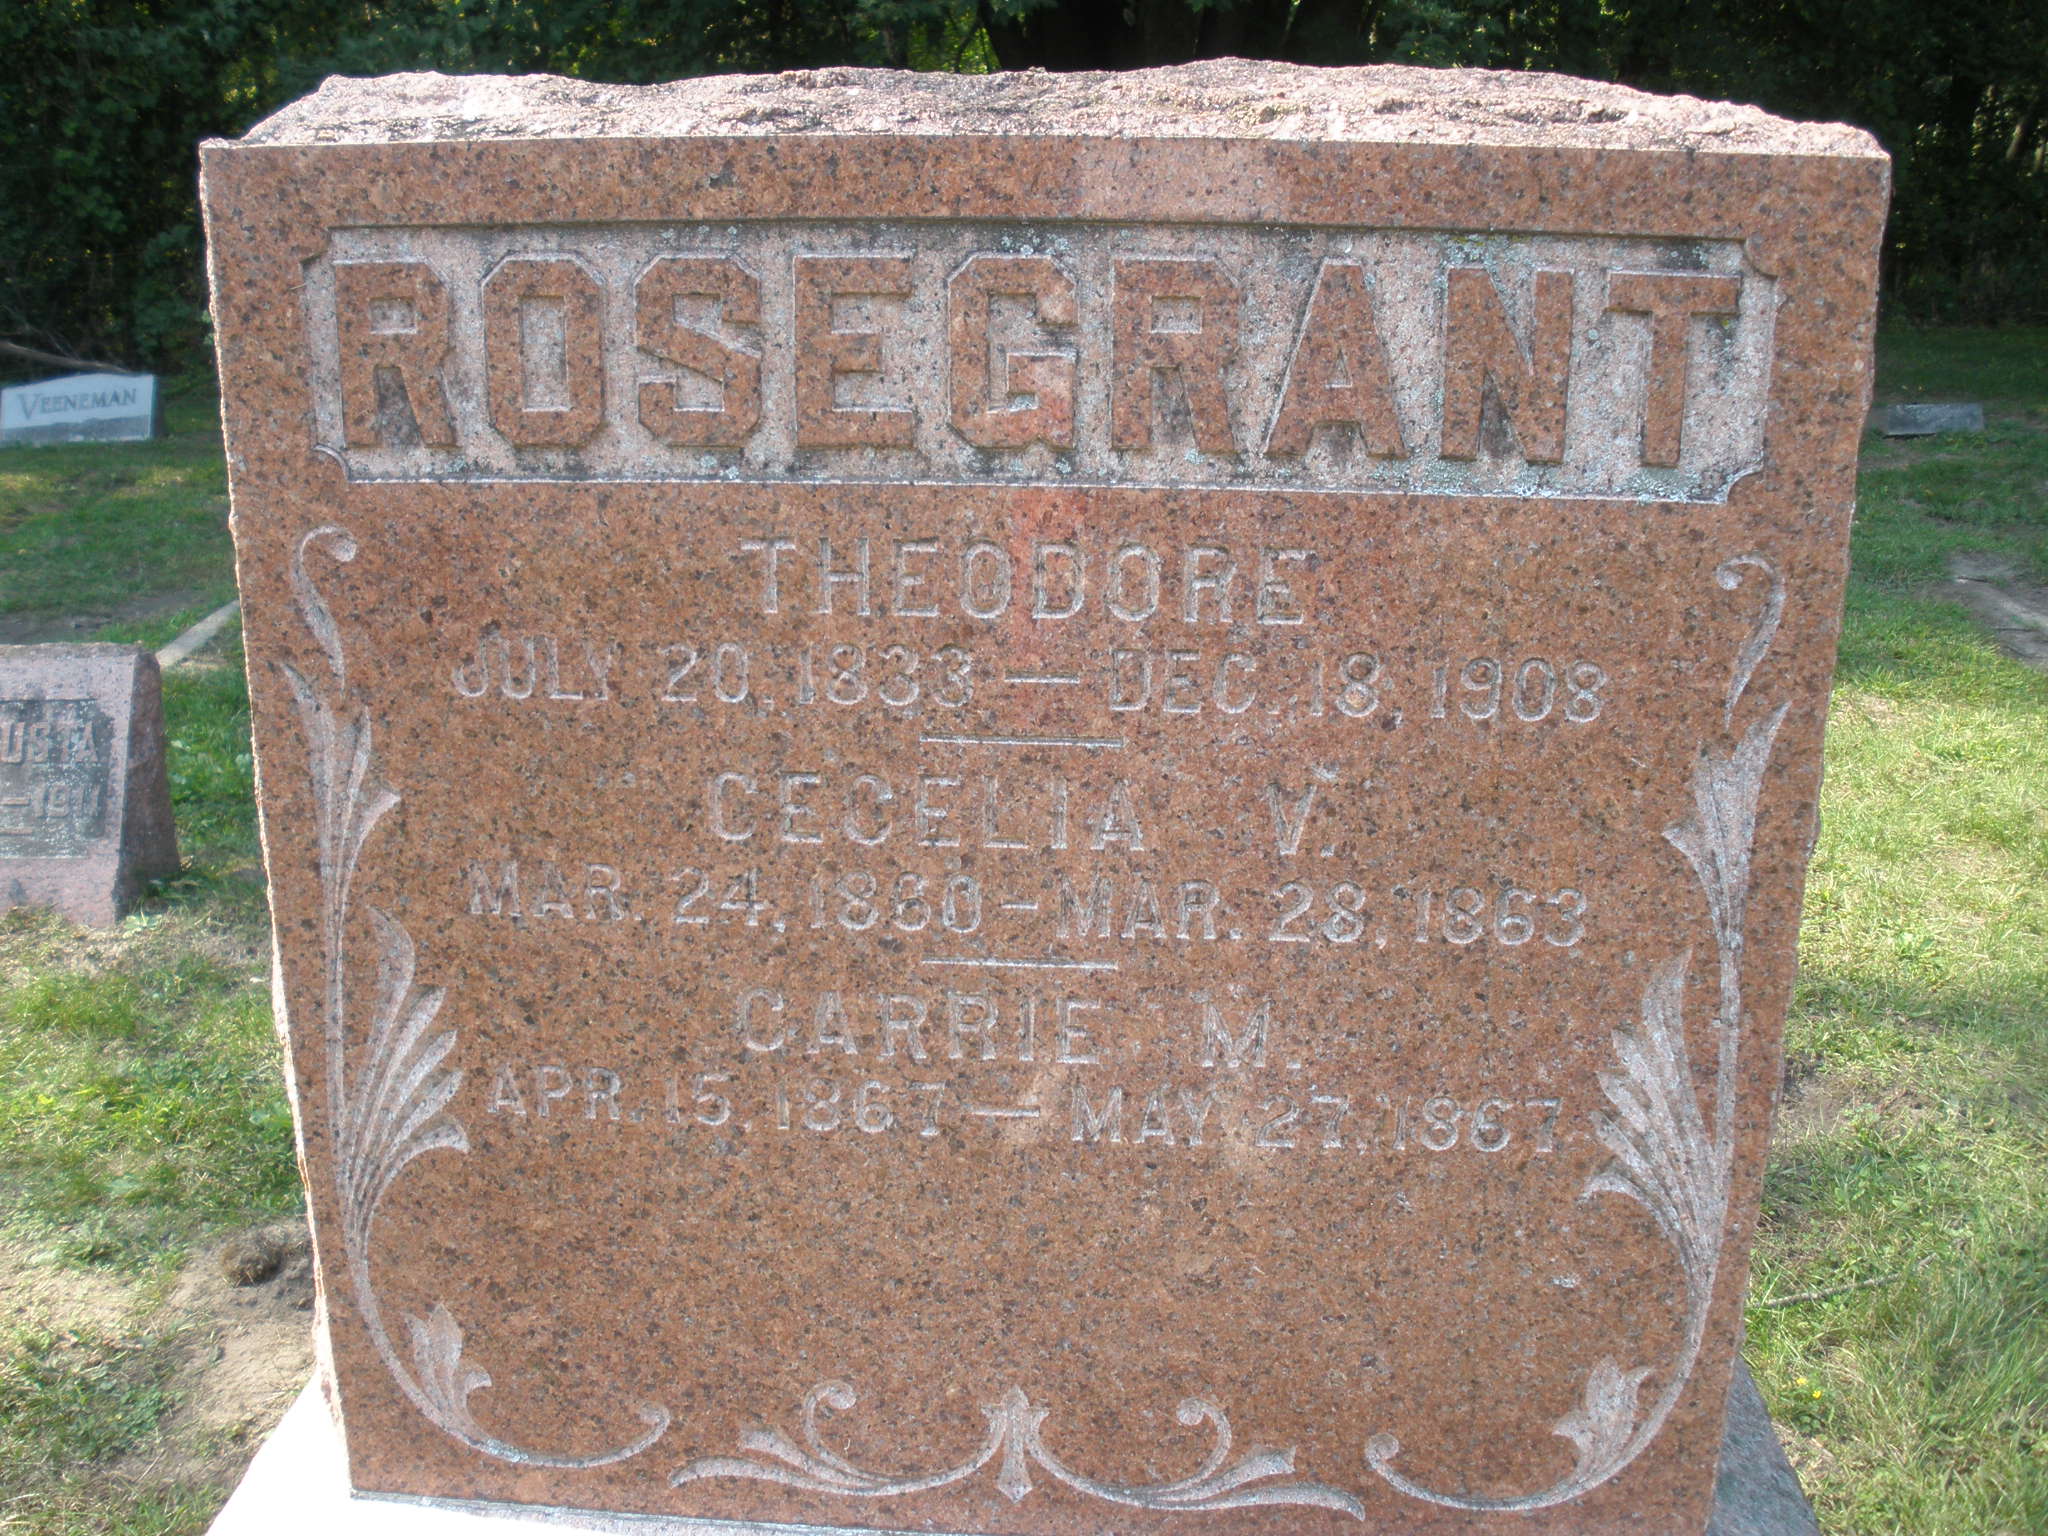 ROSEGRANT
THEODORE
JULY 20, 1833 — DEC. 18, 1908
CECELIA V.
MAR. 24, 1860 - MAR. 28, 1863
CARRIE M.
APR. 15, 1867 — MAY 27, 1867
VEENEMAN